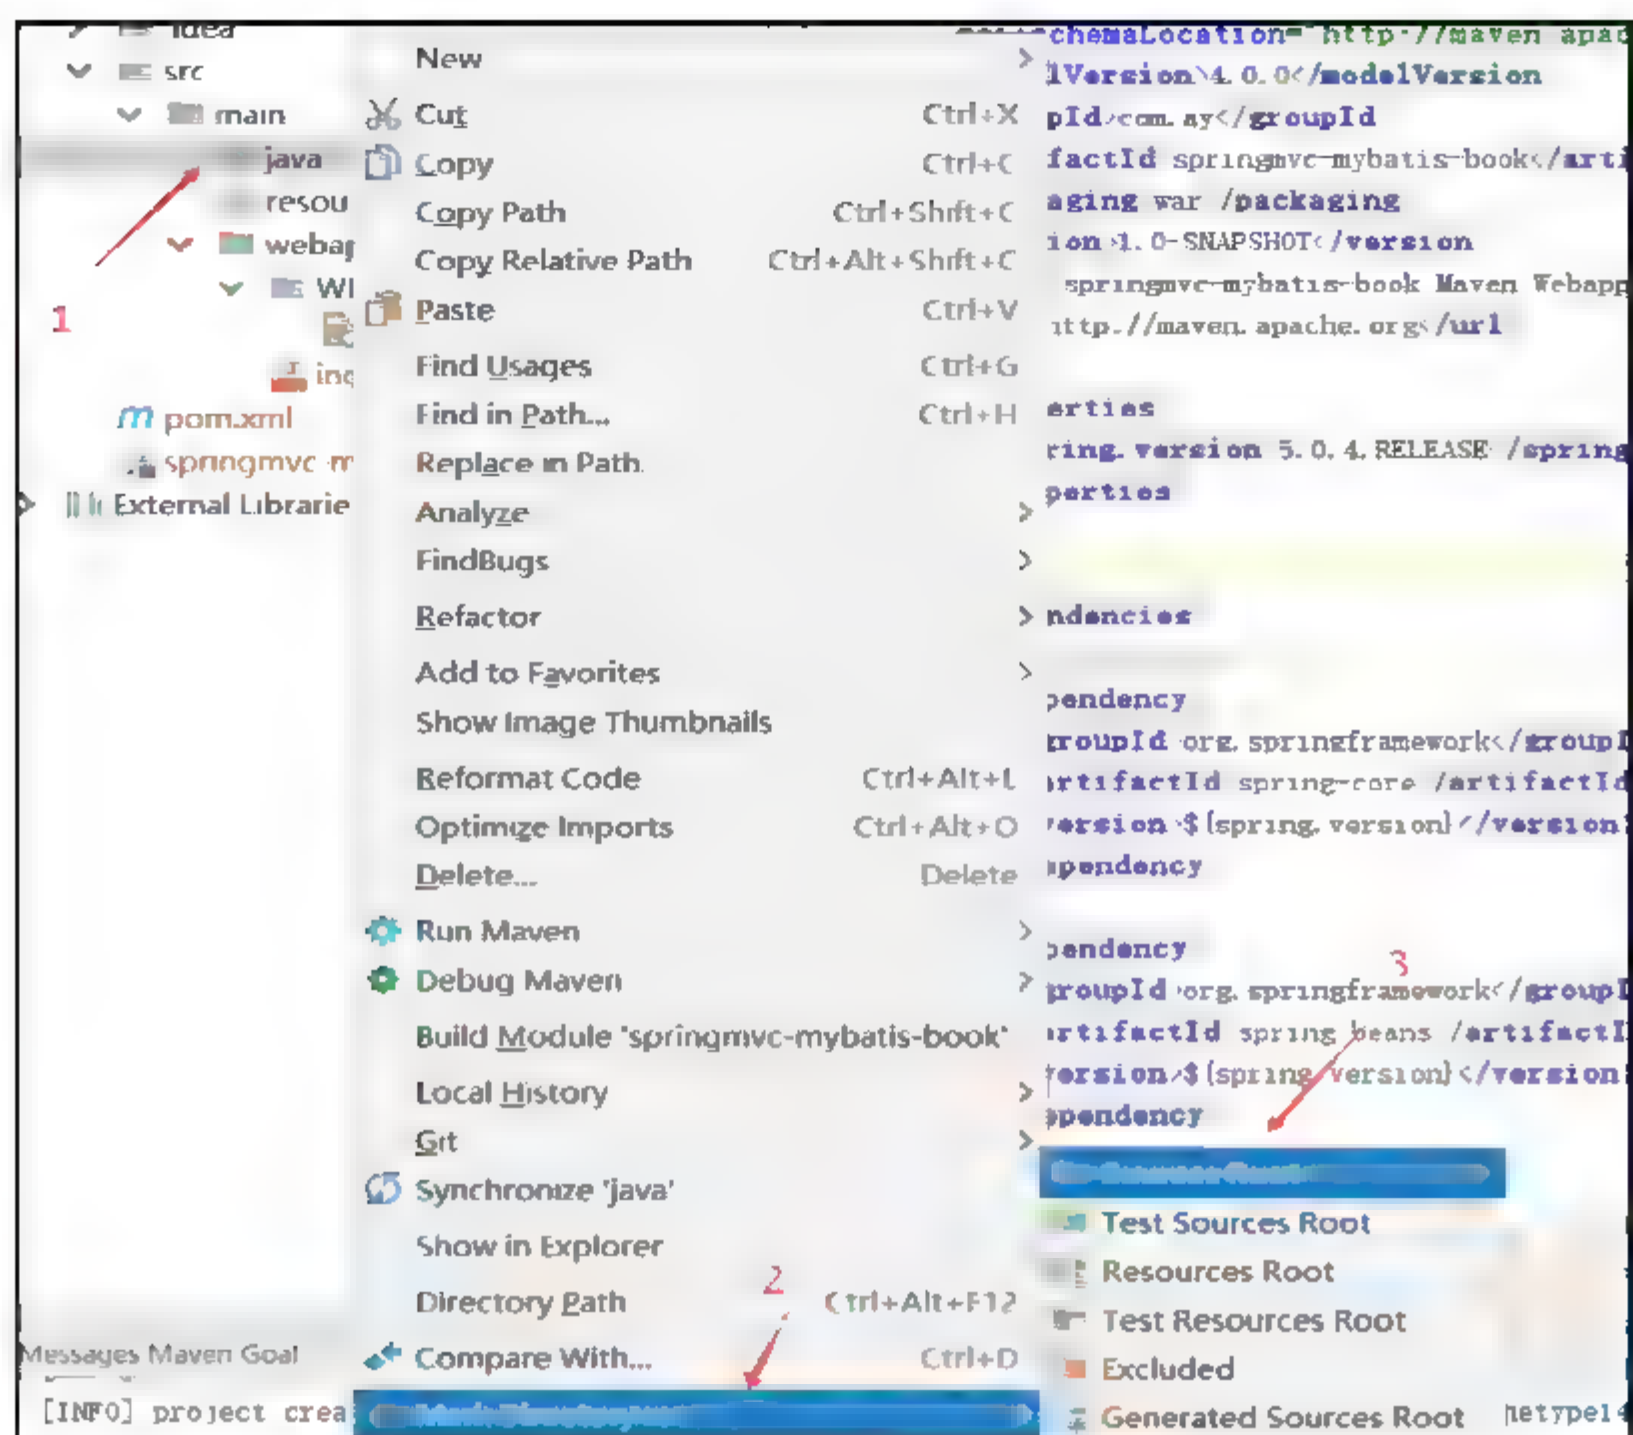 idea
src
main
java
resou
webap
WI
pom.xml
springmvc-m
External Librarie
1
New
Cut Ctrl+X
Copy Ctrl+C
Copy Path Ctrl+Shift+C
Copy Relative Path Ctrl+Alt+Shift+C
Paste Ctrl+V
Find Usages Ctrl+G
Find in Path... Ctrl+H
Replace in Path
Analyze
FindBugs
Refactor
Add to Favorites
Show Image Thumbnails
Reformat Code Ctrl+Alt+L
Optimize Imports Ctrl+Alt+O
Delete... Delete
Run Maven
Debug Maven
Build Module 'springmvc-mybatis-book'
Local History
Git
Synchronize 'java'
Show in Explorer
2
Directory Path Ctrl+Alt+F12
Compare With... Ctrl+D
chemaLocation="http://maven apac
lVersion>4.0.0</modelVersion
pId>com.ay</groupId
factId springmvc-mybatis-book</arti
aging war /packaging
ion>1.0-SNAPSHOT</version
springmvc-mybatis-book Maven Webapp
ttp://maven.apache.org</url
erties
ring.version 5.0.4.RELEASE /spring
perties
ndencies
pendency
groupId org.springframework</groupI
artifactId spring-core /artifactId
version>${spring.version}</version
pendency
pendency
3
groupId>org.springframework</groupI
artifactId spring beans /artifactI
version>${spring.version}</version
pendency
Test Sources Root
Resources Root
Test Resources Root
Excluded
Generated Sources Root
Messages Maven Goal
[INFO] project crea
hetype14